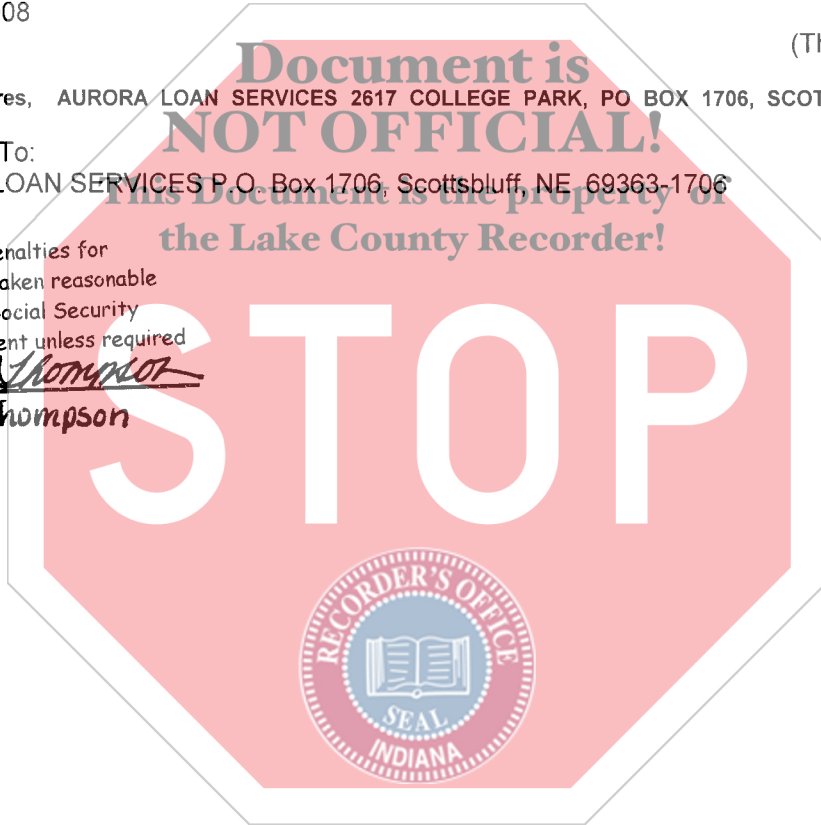 08
(Th
Document is
res, AURORA LOAN SERVICES 2617 COLLEGE PARK, PO BOX 1706, SCOT
NOT OFFICIAL!
To:
LOAN SERVICES P.O. Box 1706, Scottsbluff, NE 69363-1706
This Document is the property of
the Lake County Recorder!
enalties for
aken reasonable
ocial Security
ent unless required
Thompson
hompson
STOP
RECORDER'S OFFICE
SEAL
INDIANA